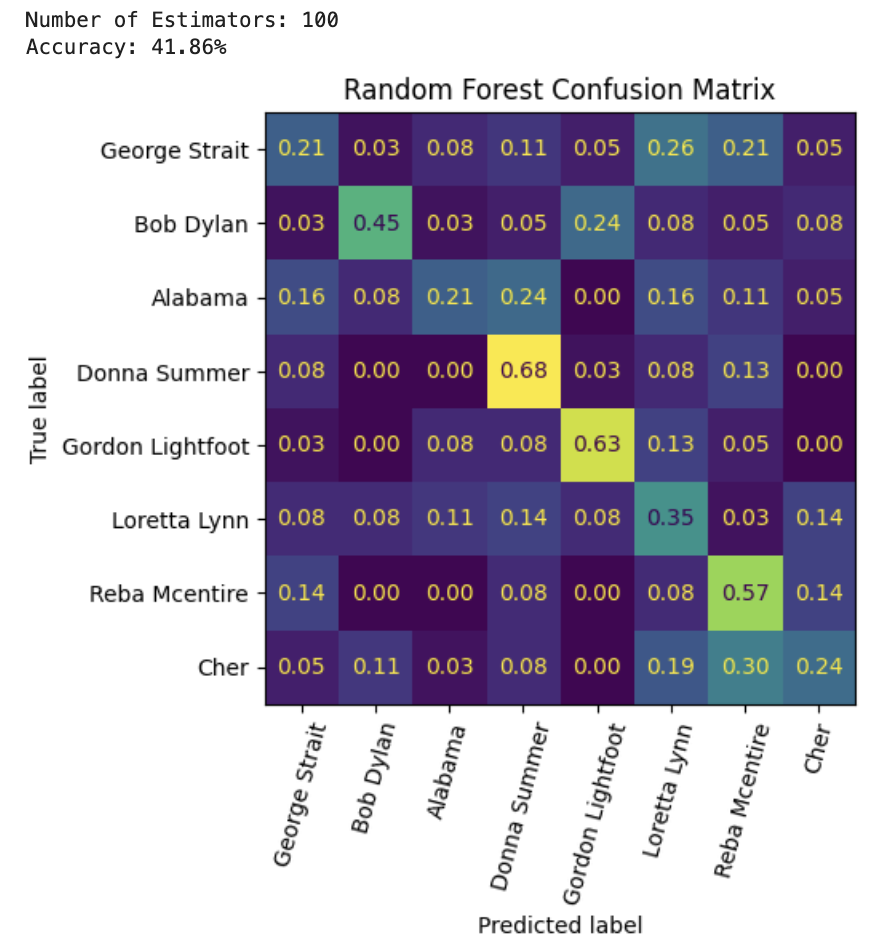 Number of Estimators: 100
Accuracy: 41.86%
Random Forest Confusion Matrix
George Strait 0.21 0.03 0.08 0.11 0.05 0.26 0.21 0.05
Bob Dylan 0.03 0.45 0.03 0.05 0.24 0.08 0.05 0.08
Alabama 0.16 0.08 0.21 0.24 0.00 0.16 0.11 0.05
Donna Summer 0.08 0.00 0.00 0.68 0.03 0.08 0.13 0.00
Gordon Lightfoot 0.03 0.00 0.08 0.08 0.63 0.13 0.05 0.00
Loretta Lynn 0.08 0.08 0.11 0.14 0.08 0.35 0.03 0.14
Reba Mcentire 0.14 0.00 0.00 0.08 0.00 0.08 0.57 0.14
Cher 0.05 0.11 0.03 0.08 0.00 0.19 0.30 0.24
True label
George Strait
Bob Dylan
Alabama
Donna Summer
Gordon Lightfoot
Loretta Lynn
Reba Mcentire
Cher
Predicted label